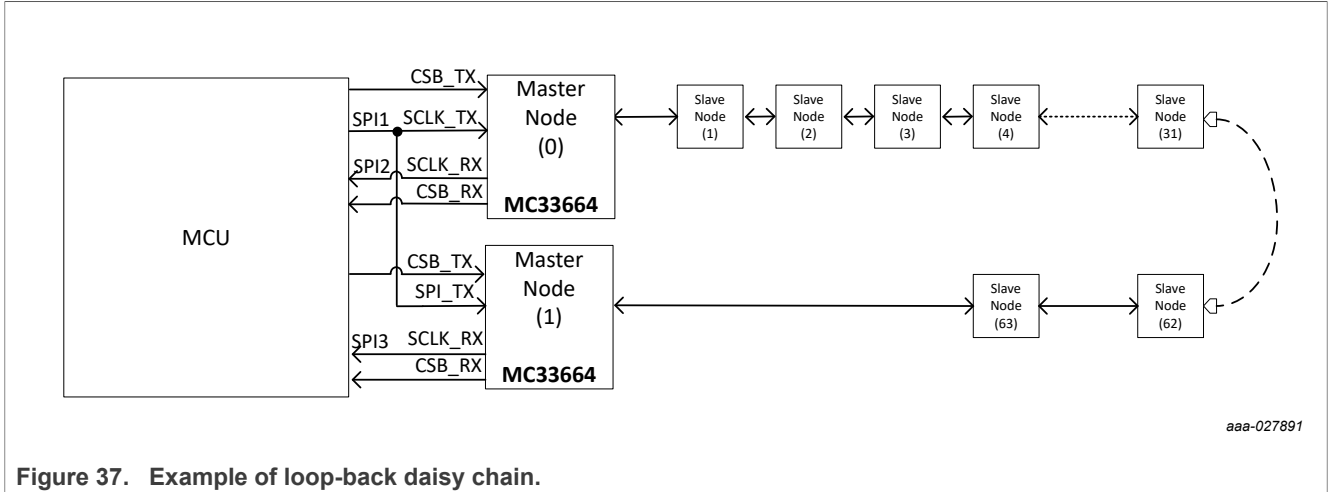 MCU
CSB_TX
SPI1 SCLK_TX
SPI2 SCLK_RX
CSB_RX
Master
Node
(0)
MC33664
Slave
Node
(1)
Slave
Node
(2)
Slave
Node
(3)
Slave
Node
(4)
Slave
Node
(31)
CSB_TX
SPI_TX
SPI3 SCLK_RX
CSB_RX
Master
Node
(1)
MC33664
Slave
Node
(63)
Slave
Node
(62)
aaa-027891
Figure 37. Example of loop-back daisy chain.